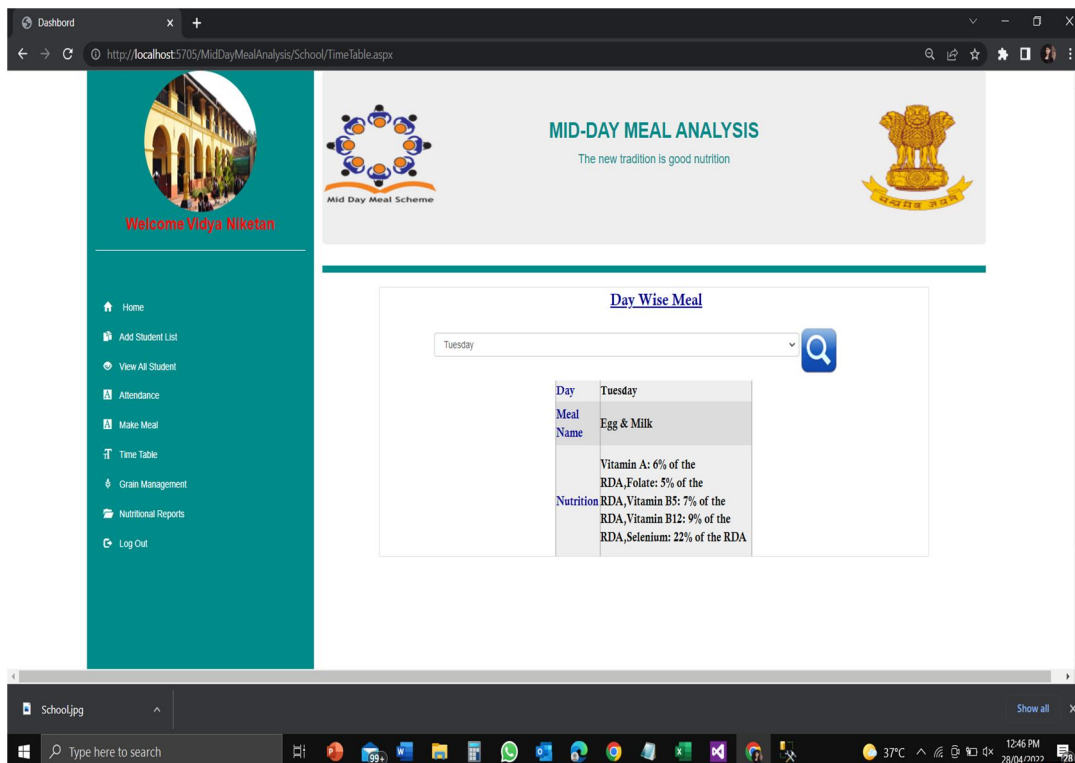 Dashbord
http://localhost:5705/MidDayMealAnalysis/School/TimeTable.aspx
Welcome Vidya Niketan
Home
Add Student List
View All Student
Attendance
Make Meal
Time Table
Grain Management
Nutritional Reports
Log Out
Mid Day Meal Scheme
MID-DAY MEAL ANALYSIS
The new tradition is good nutrition
सत्यमेव जयते
Day Wise Meal
Tuesday
Day Tuesday
Meal
Name
Egg & Milk
Nutrition
Vitamin A: 6% of the
RDA,Folate: 5% of the
RDA,Vitamin B5: 7% of the
RDA,Vitamin B12: 9% of the
RDA,Selenium: 22% of the RDA
School.jpg
Show all
Type here to search
99+
37°C
12:46 PM
28/04/2022
28